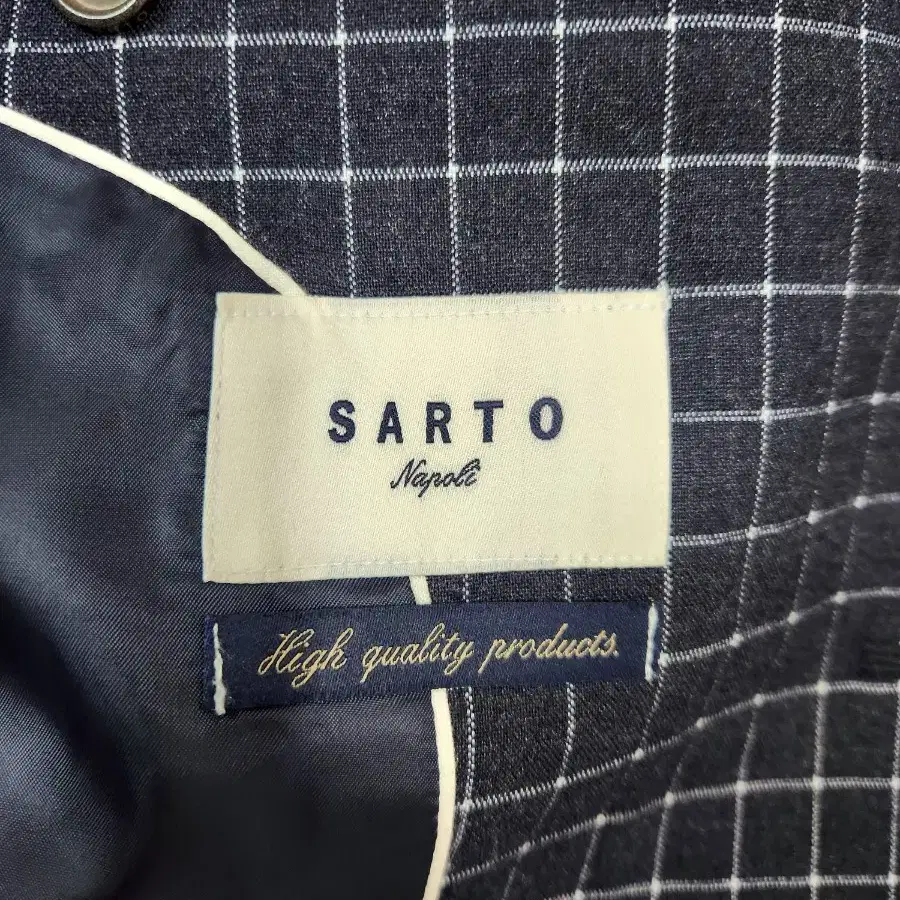 SARTO
Napoli
High quality products.